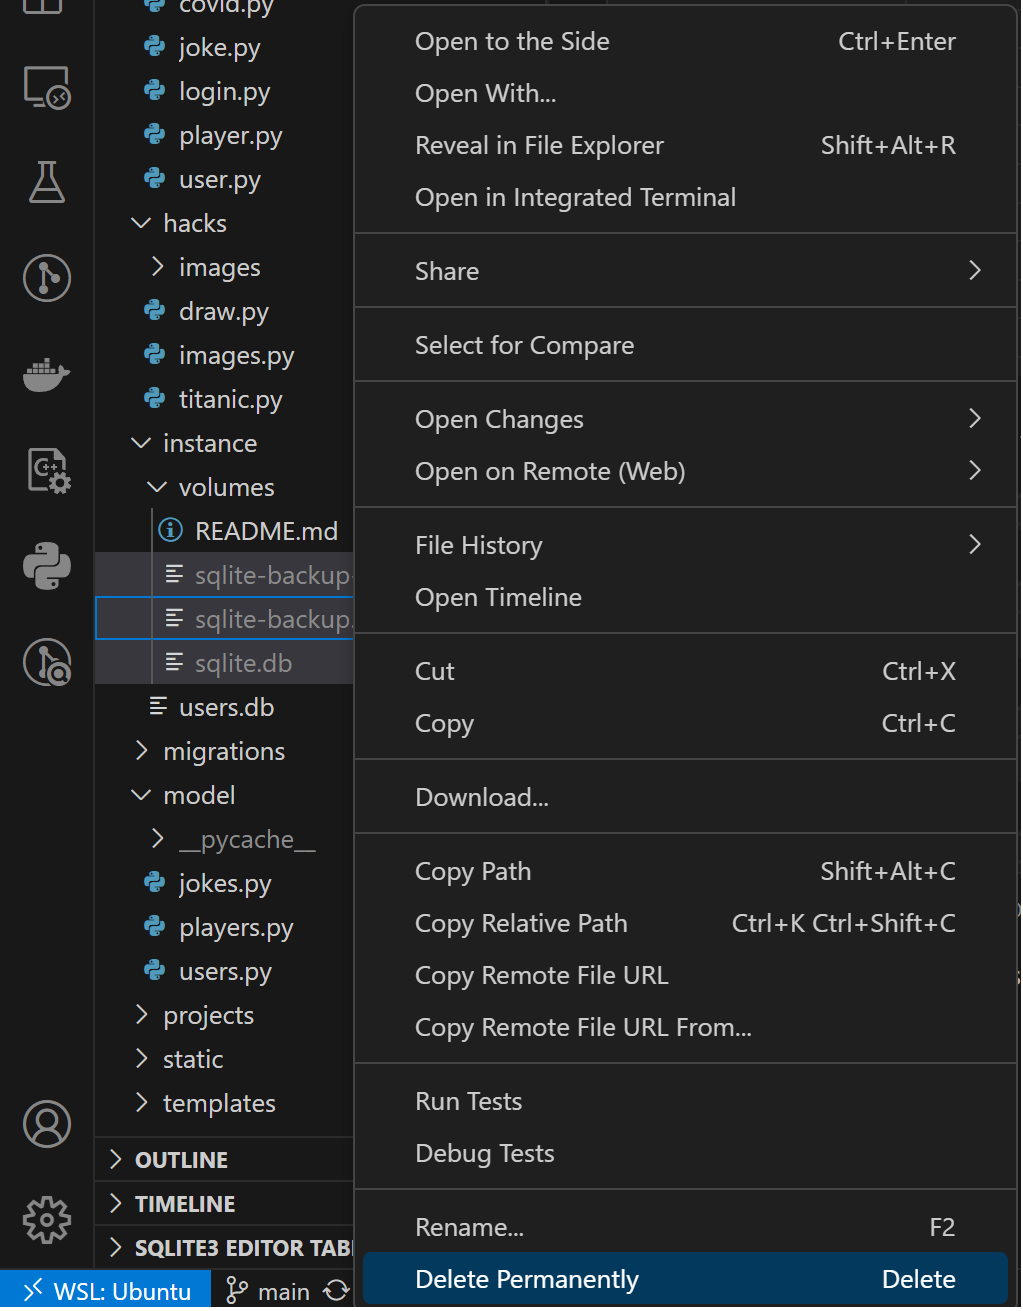 covid.py
joke.py
login.py
player.py
user.py
hacks
images
draw.py
images.py
titanic.py
instance
volumes
README.md
sqlite-backup-
sqlite-backup.
sqlite.db
users.db
migrations
model
__pycache__
jokes.py
players.py
users.py
projects
static
templates
OUTLINE
TIMELINE
SQLITE3 EDITOR TAB
WSL: Ubuntu main
Open to the Side Ctrl+Enter
Open With...
Reveal in File Explorer Shift+Alt+R
Open in Integrated Terminal
Share
Select for Compare
Open Changes
Open on Remote (Web)
File History
Open Timeline
Cut Ctrl+X
Copy Ctrl+C
Download...
Copy Path Shift+Alt+C
Copy Relative Path Ctrl+K Ctrl+Shift+C
Copy Remote File URL
Copy Remote File URL From...
Run Tests
Debug Tests
Rename... F2
Delete Permanently Delete